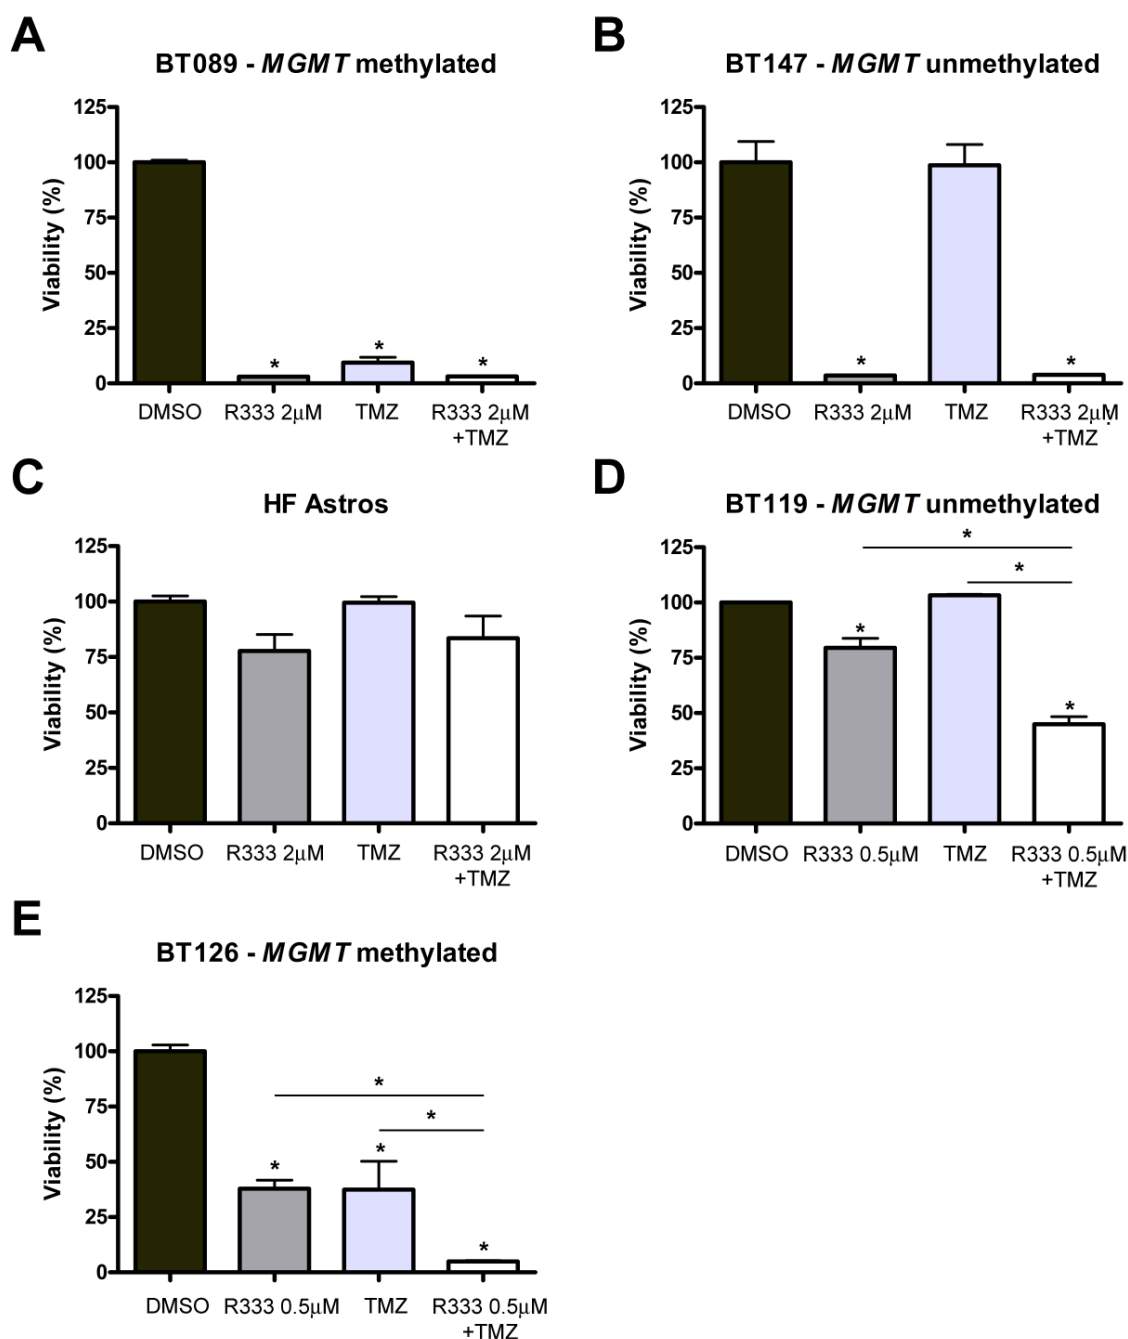 A
BT089 - MGMT methylated
Viability (%)
125
100
75
50
25
0
*
*
*
DMSO
R333 2μM
TMZ
R333 2μM
+TMZ
B
BT147 - MGMT unmethylated
Viability (%)
125
100
75
50
25
0
*
*
DMSO
R333 2μM
TMZ
R333 2μM
+TMZ
C
HF Astros
Viability (%)
125
100
75
50
25
0
DMSO
R333 2μM
TMZ
R333 2μM
+TMZ
D
BT119 - MGMT unmethylated
Viability (%)
125
100
75
50
25
0
*
*
*
*
DMSO
R333 0.5μM
TMZ
R333 0.5μM
+TMZ
E
BT126 - MGMT methylated
Viability (%)
125
100
75
50
25
0
*
*
*
*
*
DMSO
R333 0.5μM
TMZ
R333 0.5μM
+TMZ